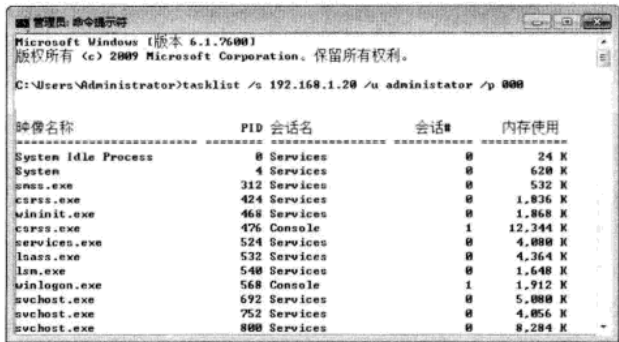 管理员: 命令提示符
Microsoft Windows [版本 6.1.7600]
版权所有 (c) 2009 Microsoft Corporation。保留所有权利。
C:\Users\Administrator>tasklist /s 192.168.1.20 /u administator /p 000
映像名称 PID 会话名 会话# 内存使用
========================= ======== ================ =========== ============
System Idle Process 0 Services 0 24 K
System 4 Services 0 620 K
smss.exe 312 Services 0 532 K
csrss.exe 424 Services 0 1,836 K
wininit.exe 468 Services 0 1,868 K
csrss.exe 476 Console 1 12,344 K
services.exe 524 Services 0 4,080 K
lsass.exe 532 Services 0 4,364 K
lsm.exe 540 Services 0 1,648 K
winlogon.exe 568 Console 1 1,912 K
svchost.exe 692 Services 0 5,080 K
svchost.exe 752 Services 0 4,056 K
svchost.exe 800 Services 0 8,284 K